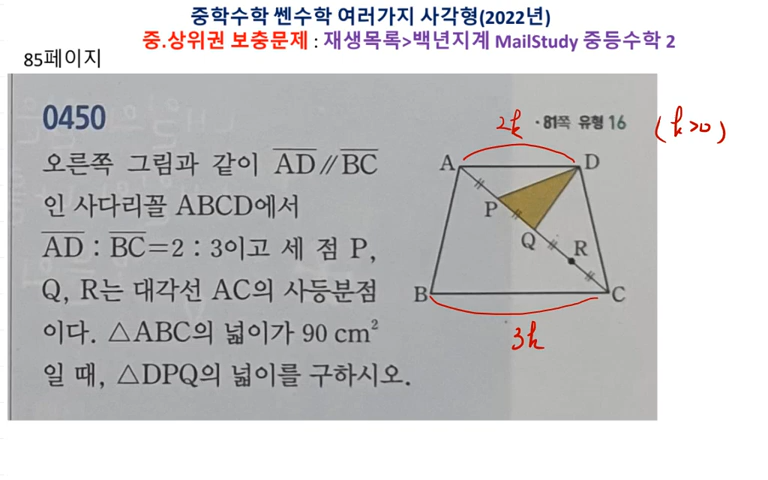 중학수학 쎈수학 여러가지 사각형(2022년)
중.상위권 보충문제 : 재생목록>백년지계 MailStudy 중등수학 2
85페이지
0450
·81쪽 유형 16
2k
(k>0)
오른쪽 그림과 같이 AD∥BC
인 사다리꼴 ABCD에서
AD : BC=2 : 3이고 세 점 P,
Q, R는 대각선 AC의 사등분점
이다. △ABC의 넓이가 90 cm²
일 때, △DPQ의 넓이를 구하시오.
A
D
P
Q
R
B
C
3k